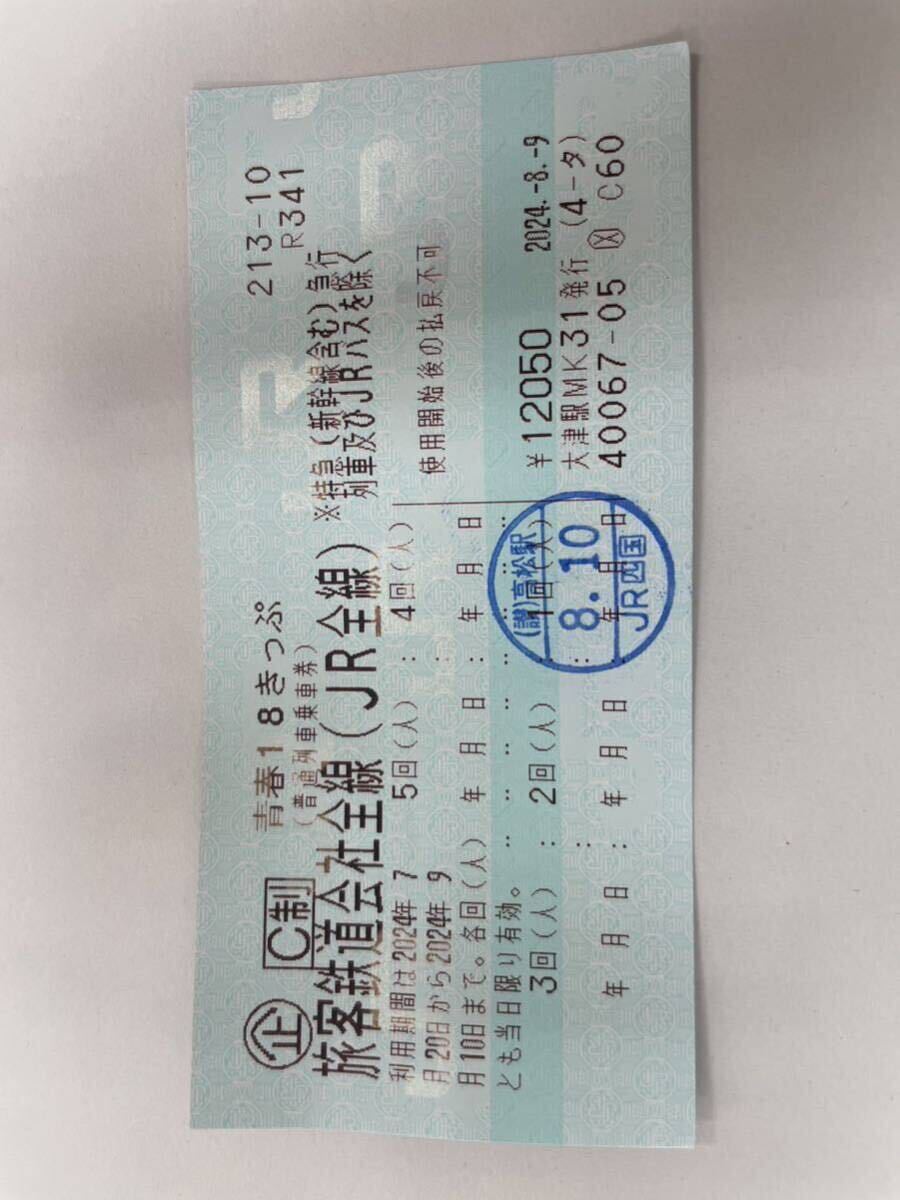 企 C制 青春18きっぷ 213-10
(普通列車乗車券) R341
旅客鉄道会社全線(JR全線)
※特急(新幹線含む)急行
列車及びJRバスを除く
利用期間は2024年 7
月20日から2024年 9
月10日まで。各回(人)
とも当日限り有効。
5回(人) : 4回(人)
年 月 日 : 年 月 日
3回(人) : 2回(人) : 1回(人)
年 月 日 : 年 月 日 : 年 月 日
使用開始後の払戻不可
¥12050
2024.-8.-9
大津駅MK31発行 (4-タ)
40067-05 X C60
(讃)高松駅
8.10
JR四国